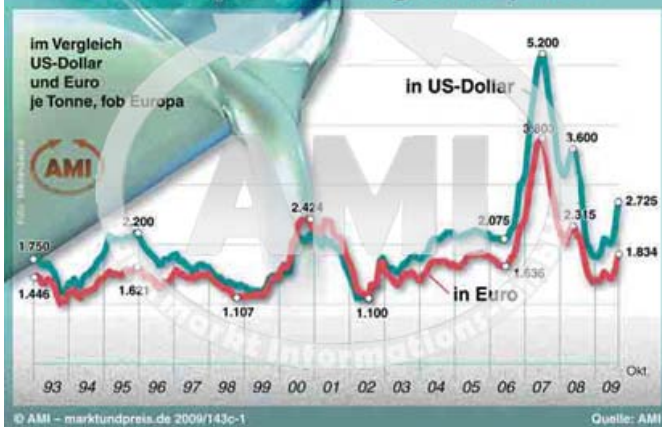 im Vergleich
US-Dollar
und Euro
je Tonne, fob Europa
AMI
in US-Dollar
5.200
3.600
2.725
2.424
2.200
2.075
1.750
1.446
1.621
1.107
1.100
1.636
2.315
1.834
in Euro
AMI
Markt Informations
Okt.
93 94 95 96 97 98 99 00 01 02 03 04 05 06 07 08 09
© AMI – marktundpreis.de 2009/143c-1
Quelle: AMI